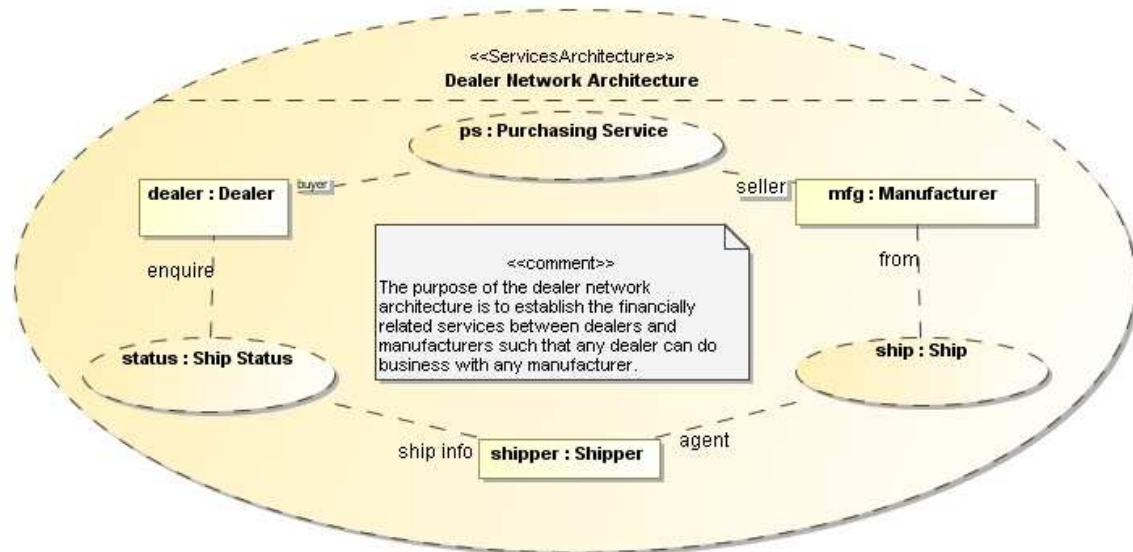 <<ServicesArchitecture>>
Dealer Network Architecture
ps : Purchasing Service
buyer
dealer : Dealer
seller
mfg : Manufacturer
enquire
<<comment>>
The purpose of the dealer network
architecture is to establish the financially
related services between dealers and
manufacturers such that any dealer can do
business with any manufacturer.
from
status : Ship Status
ship : Ship
ship info
shipper : Shipper
agent